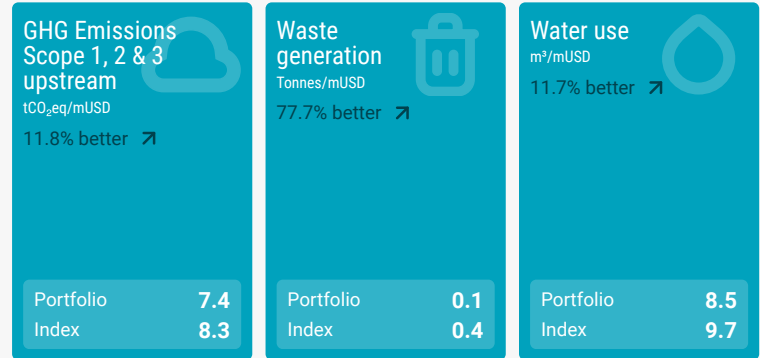 GHG Emissions
Scope 1, 2 & 3
upstream
tCO₂eq/mUSD
11.8% better
Portfolio 7.4
Index 8.3
Waste
generation
Tonnes/mUSD
77.7% better
Portfolio 0.1
Index 0.4
Water use
m³/mUSD
11.7% better
Portfolio 8.5
Index 9.7